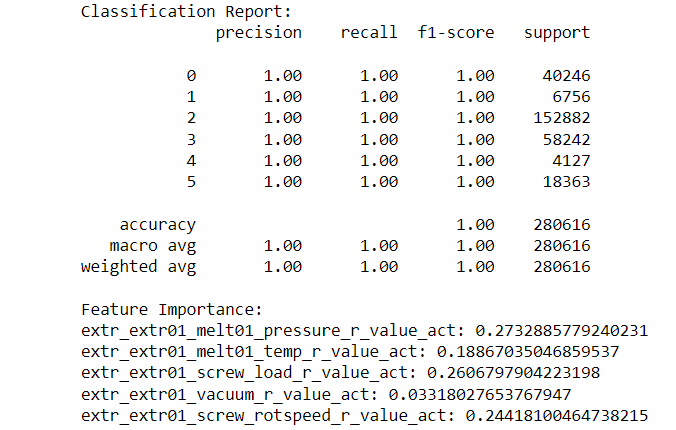 Classification Report:
precision recall f1-score support
0 1.00 1.00 1.00 40246
1 1.00 1.00 1.00 6756
2 1.00 1.00 1.00 152882
3 1.00 1.00 1.00 58242
4 1.00 1.00 1.00 4127
5 1.00 1.00 1.00 18363
accuracy 1.00 280616
macro avg 1.00 1.00 1.00 280616
weighted avg 1.00 1.00 1.00 280616
Feature Importance:
extr_extr01_melt01_pressure_r_value_act: 0.2732885779240231
extr_extr01_melt01_temp_r_value_act: 0.18867035046859537
extr_extr01_screw_load_r_value_act: 0.2606797904223198
extr_extr01_vacuum_r_value_act: 0.03318027653767947
extr_extr01_screw_rotspeed_r_value_act: 0.24418100464738215